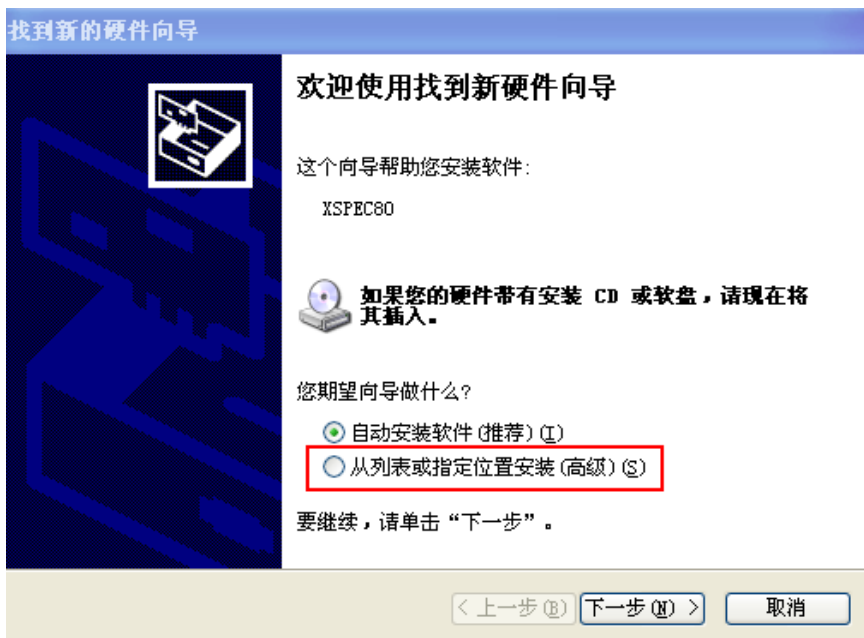 找到新的硬件向导
欢迎使用找到新硬件向导
这个向导帮助您安装软件:
XSPEC80
如果您的硬件带有安装 CD 或软盘，请现在将
其插入。
您期望向导做什么?
自动安装软件(推荐)(I)
从列表或指定位置安装(高级)(S)
要继续，请单击“下一步”。
< 上一步(B) 下一步(N) > 取消